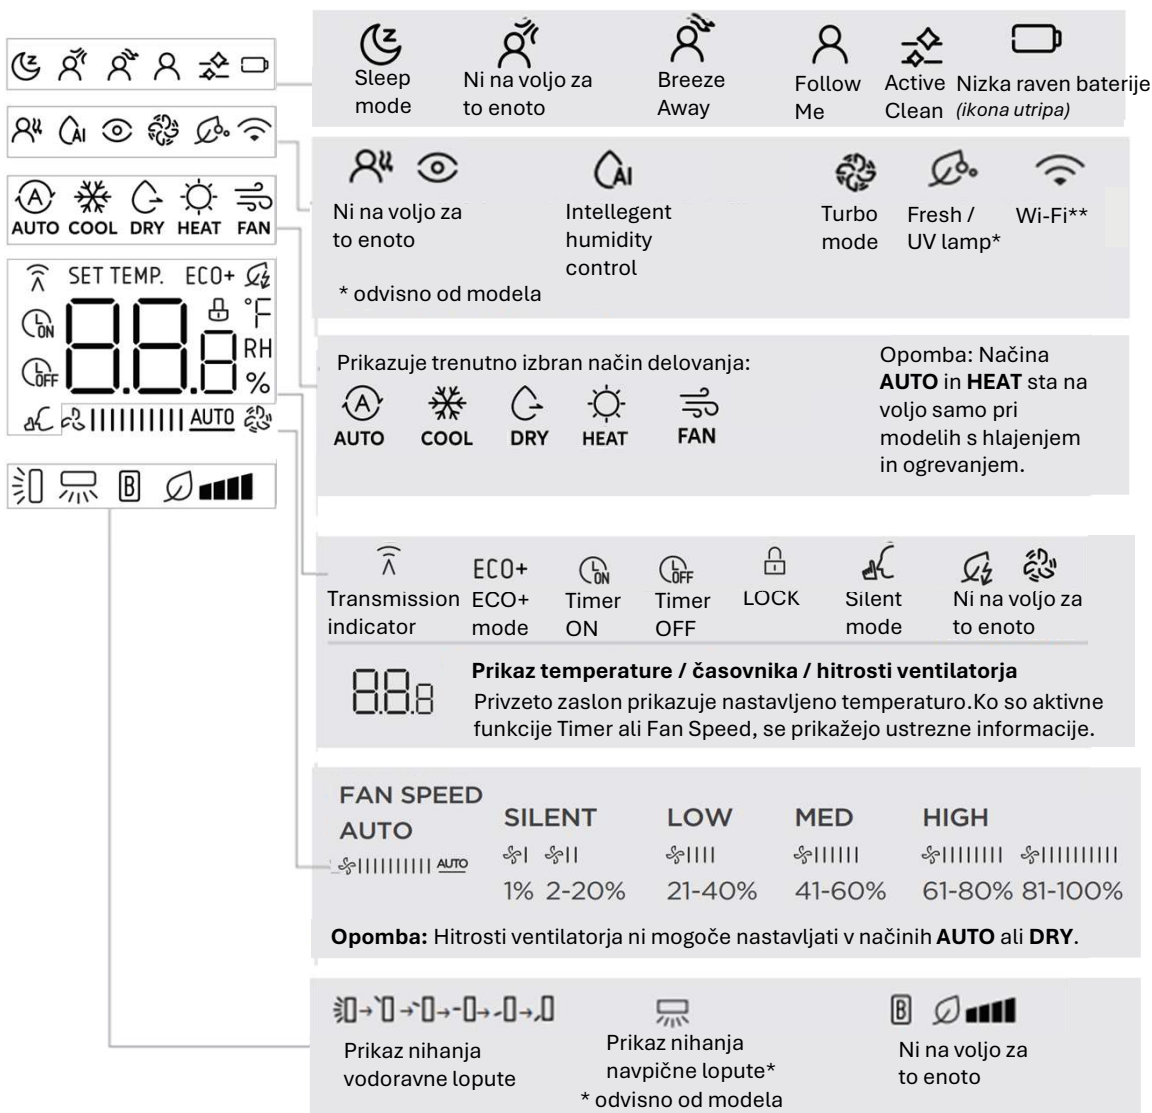 Sleep mode
Ni na voljo za to enoto
Breeze Away
Follow Me
Active Clean
Nizka raven baterije
(ikona utripa)
AI
AUTO COOL DRY HEAT FAN
SET TEMP. ECO+
ON
°F
RH
OFF
%
AUTO
B
AI
Ni na voljo za to enoto
Intellegent humidity control
Turbo mode
Fresh / UV lamp*
Wi-Fi**
* odvisno od modela
Prikazuje trenutno izbran način delovanja:
AUTO COOL DRY HEAT FAN
Opomba: Načina
AUTO in HEAT sta na
voljo samo pri
modelih s hlajenjem
in ogrevanjem.
ECO+
ON
OFF
Transmission indicator
ECO+ mode
Timer ON
Timer OFF
LOCK
Silent mode
Ni na voljo za to enoto
Prikaz temperature / časovnika / hitrosti ventilatorja
Privzeto zaslon prikazuje nastavljeno temperaturo.Ko so aktivne
funkcije Timer ali Fan Speed, se prikažejo ustrezne informacije.
FAN SPEED
AUTO
AUTO
SILENT LOW MED HIGH
1% 2-20% 21-40% 41-60% 61-80% 81-100%
Opomba: Hitrosti ventilatorja ni mogoče nastavljati v načinih AUTO ali DRY.
B
Prikaz nihanja
vodoravne lopute
Prikaz nihanja
navpične lopute*
* odvisno od modela
Ni na voljo za
to enoto